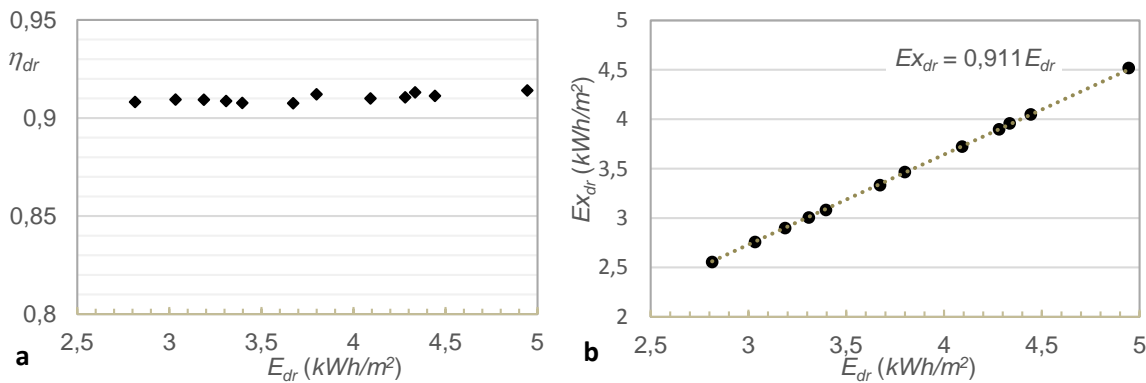 0,95
η_dr
0,9
0,85
0,8
2,5 3 3,5 4 4,5 5
a
E_dr (kWh/m²)
5
4,5
4
3,5
3
2,5
2
Ex_dr (kWh/m²)
Ex_dr = 0,911E_dr
2,5 3 3,5 4 4,5 5
b
E_dr (kWh/m²)